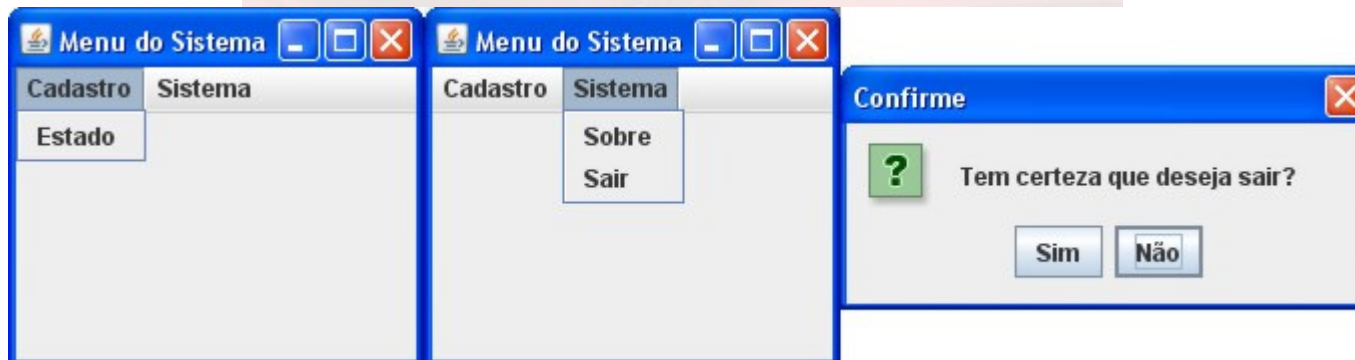 Menu do Sistema
Cadastro Sistema
Estado
Menu do Sistema
Cadastro Sistema
Sobre
Sair
Confirme
?
Tem certeza que deseja sair?
Sim Não